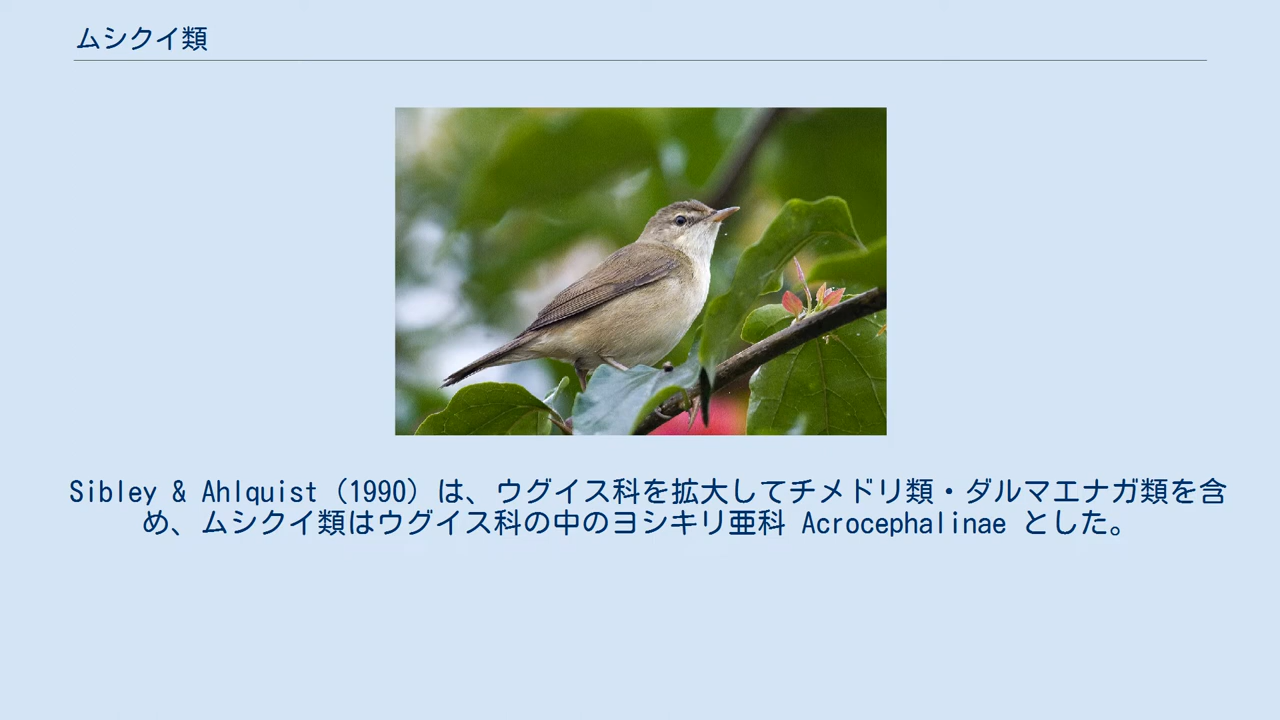 ムシクイ類
Sibley & Ahlquist (1990) は、ウグイス科を拡大してチメドリ類・ダルマエナガ類を含
め、ムシクイ類はウグイス科の中のヨシキリ亜科 Acrocephalinae とした。